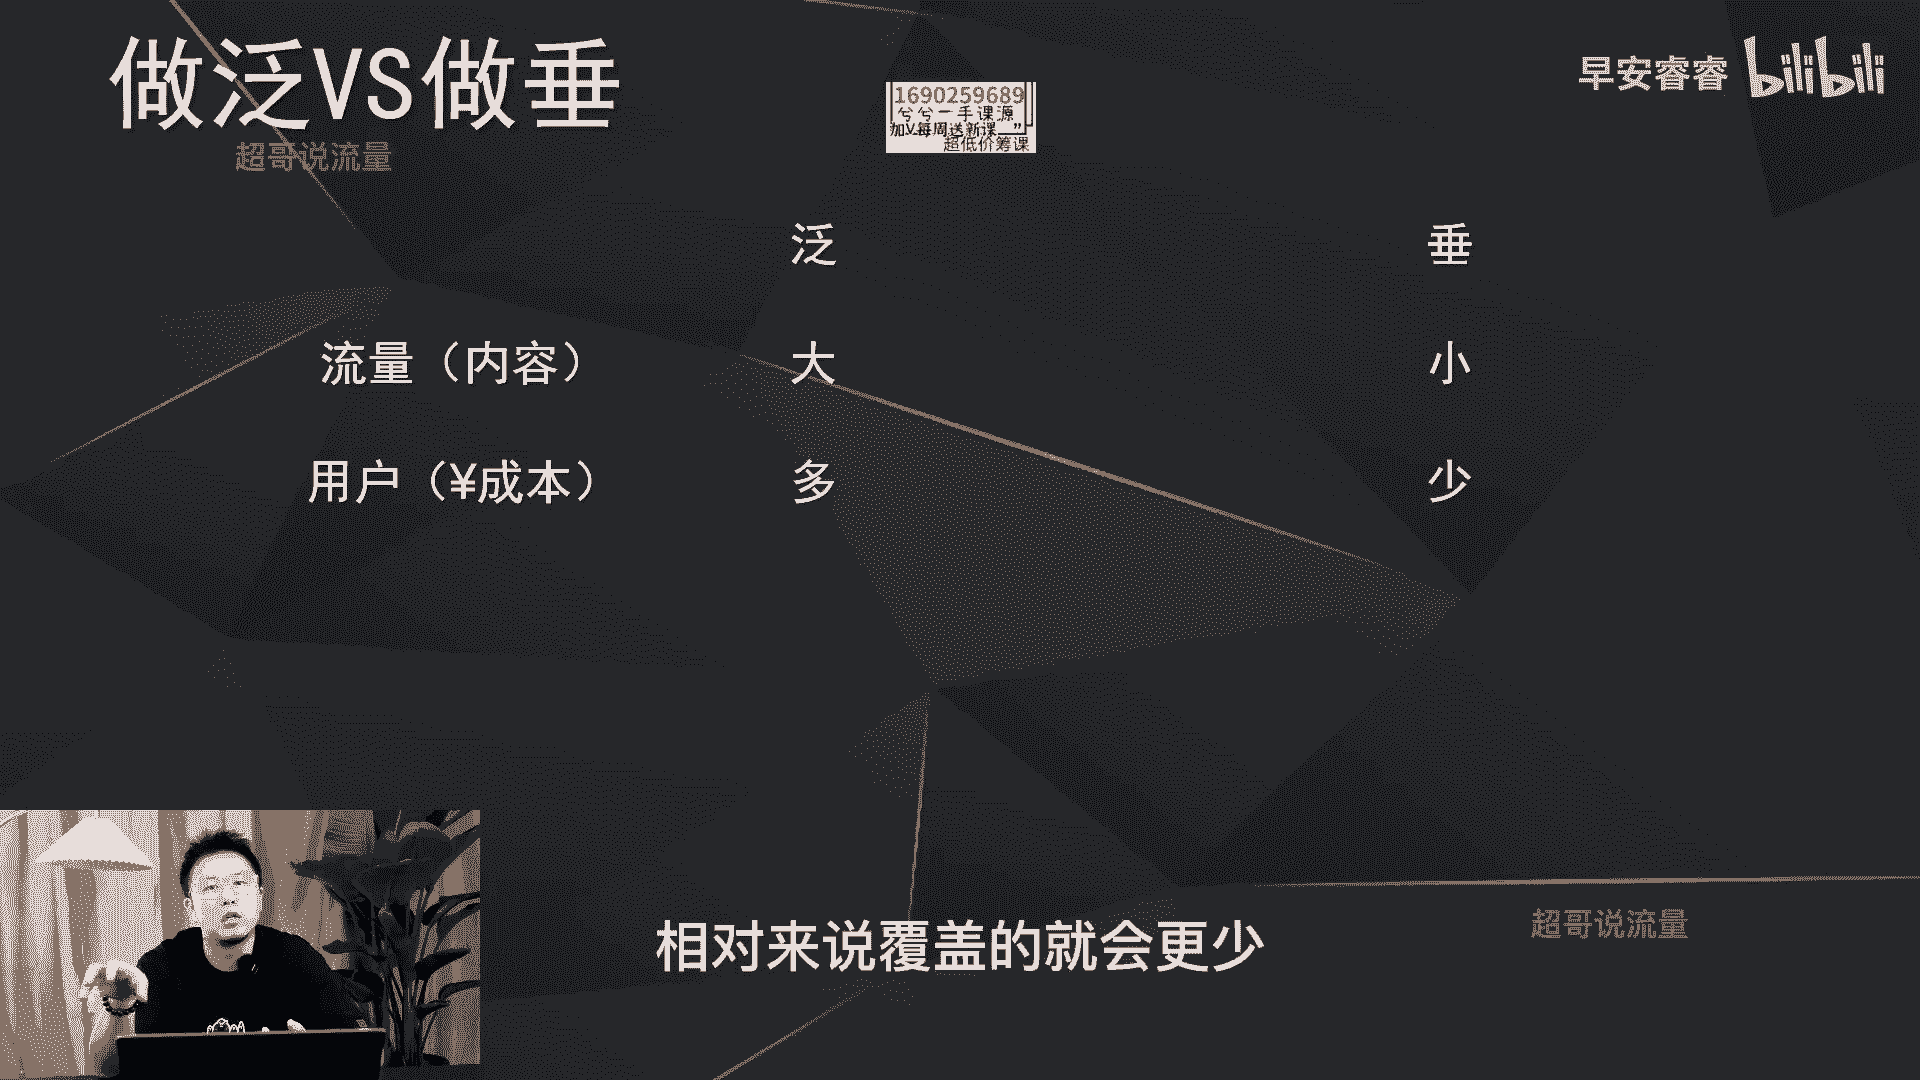 做泛VS做垂
超哥说流量
1690259689
兮兮一手课源
加V每周送新课
超低价筹课
早安睿睿 bilibili
泛 垂
流量（内容） 大 小
用户（¥成本） 多 少
相对来说覆盖的就会更少
超哥说流量